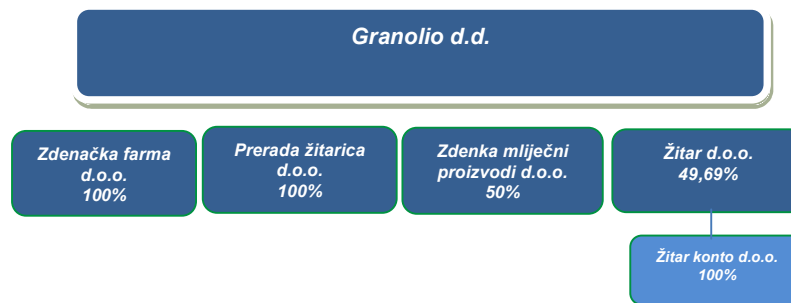 Granolio d.d.
Zdenačka farma
d.o.o.
100%
Prerada žitarica
d.o.o.
100%
Zdenka mliječni
proizvodi d.o.o.
50%
Žitar d.o.o.
49,69%
Žitar konto d.o.o.
100%